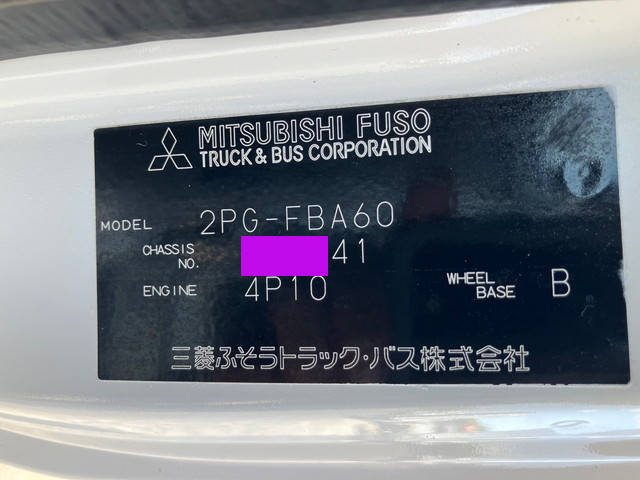 MITSUBISHI FUSO
TRUCK & BUS CORPORATION
MODEL 2PG-FBA60
CHASSIS NO. 41
ENGINE 4P10 WHEEL BASE B
三菱ふそうトラック・バス株式会社